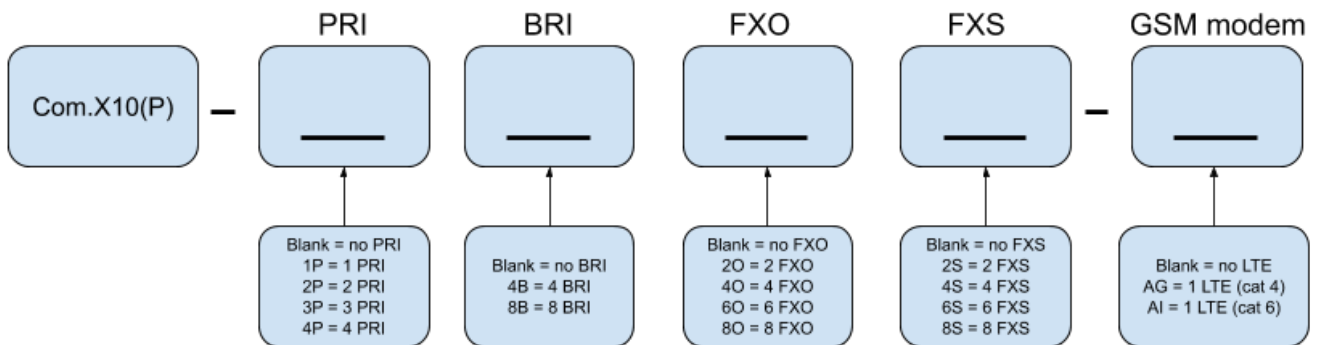 PRI
BRI
FXO
FXS
GSM modem
Com.X10(P)
–
–
Blank = no PRI
1P = 1 PRI
2P = 2 PRI
3P = 3 PRI
4P = 4 PRI
Blank = no BRI
4B = 4 BRI
8B = 8 BRI
Blank = no FXO
2O = 2 FXO
4O = 4 FXO
6O = 6 FXO
8O = 8 FXO
Blank = no FXS
2S = 2 FXS
4S = 4 FXS
6S = 6 FXS
8S = 8 FXS
Blank = no LTE
AG = 1 LTE (cat 4)
AI = 1 LTE (cat 6)